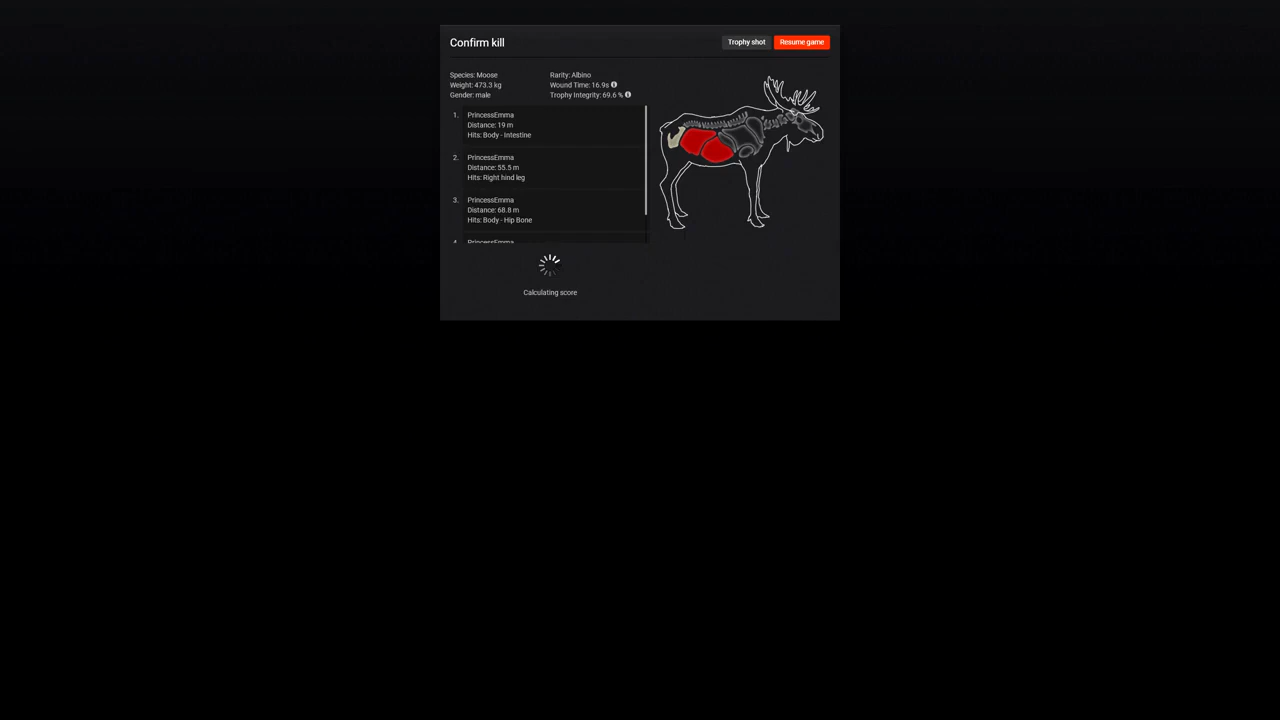 Confirm kill
Trophy shot
Resume game
Species: Moose
Weight: 473.3 kg
Gender: male
Rarity: Albino
Wound Time: 16.9s
Trophy Integrity: 69.6 %
1. PrincessEmma
Distance: 19 m
Hits: Body - Intestine
2. PrincessEmma
Distance: 55.5 m
Hits: Right hind leg
3. PrincessEmma
Distance: 68.8 m
Hits: Body - Hip Bone
4. PrincessEmma
Calculating score